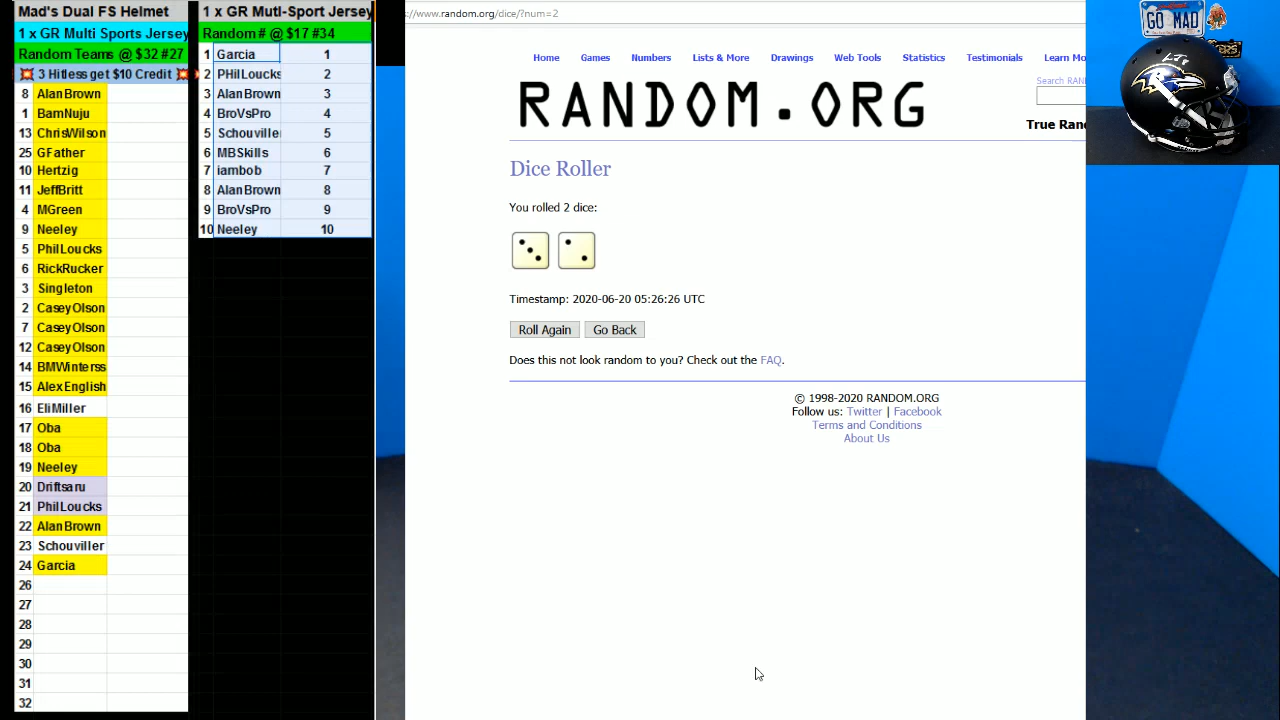 Mad's Dual FS Helmet
1 x GR Multi Sports Jersey
Random Teams @ $32 #27
3 Hitless get $10 Credit
8 AlanBrown
1 BarnNuju
13 ChrisWilson
25 GFather
10 Hertzig
11 JeffBritt
4 MGreen
9 Neeley
5 PhilLoucks
6 RickRucker
3 Singleton
2 CaseyOlson
7 CaseyOlson
12 CaseyOlson
14 BMWinterss
15 AlexEnglish
16 EliMiller
17 Oba
18 Oba
19 Neeley
20 Driftsaru
21 PhilLoucks
22 AlanBrown
23 Schouviller
24 Garcia
26
27
28
29
30
31
32
1 x GR Mutl-Sport Jersey
Random # @ $17 #34
1 Garcia 1
2 PHilLoucks 2
3 AlanBrown 3
4 BroVsPro 4
5 Schouviller 5
6 MBSkills 6
7 iambob 7
8 AlanBrown 8
9 BroVsPro 9
10 Neeley 10
://www.random.org/dice/?num=2
Home Games Lists & More Drawings Web Tools Statistics Testimonials Learn Mo
RANDOM.ORG
Search RAN
True Ran
Dice Roller
You rolled 2 dice:
Timestamp: 2020-06-20 05:26:26 UTC
Roll Again Go Back
Does this not look random to you? Check out the FAQ.
© 1998-2020 RANDOM.ORG
Follow us: Twitter | Facebook
Terms and Conditions
About Us
GO MAD